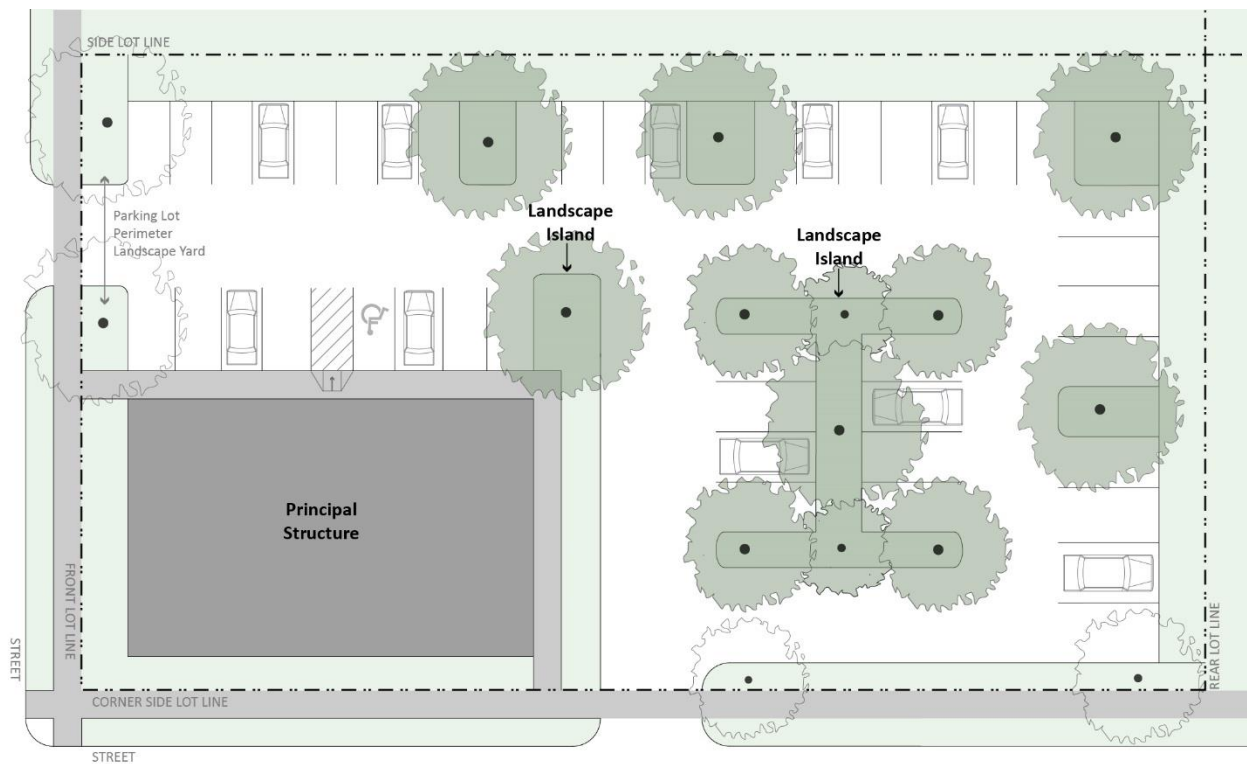 SIDE LOT LINE
Parking Lot
Perimeter
Landscape Yard
Landscape
Island
Landscape
Island
Principal
Structure
FRONT LOT LINE
STREET
REAR LOT LINE
CORNER SIDE LOT LINE
STREET